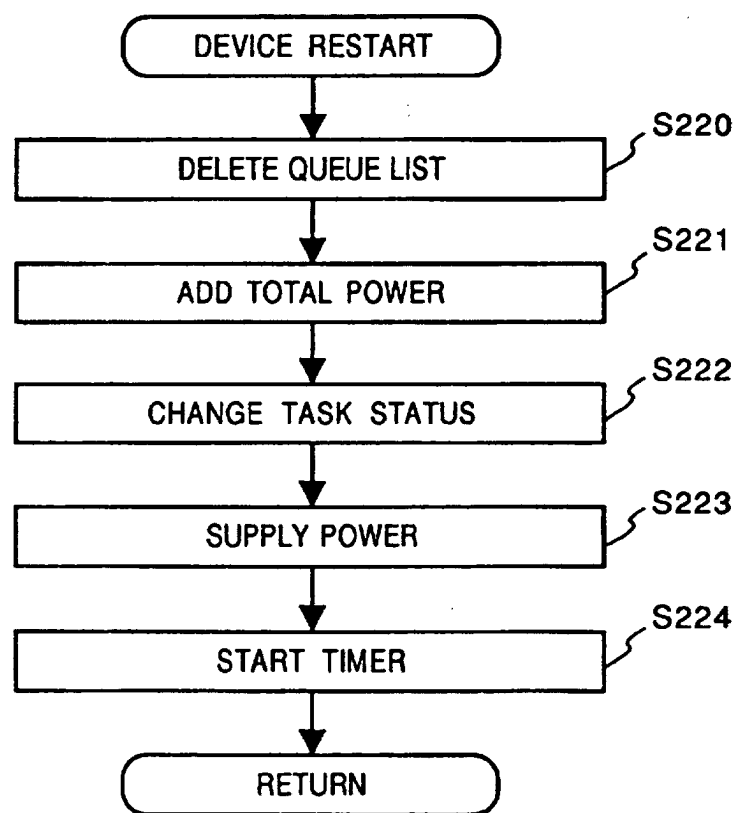 DEVICE RESTART
S220
DELETE QUEUE LIST
S221
ADD TOTAL POWER
S222
CHANGE TASK STATUS
S223
SUPPLY POWER
S224
START TIMER
RETURN